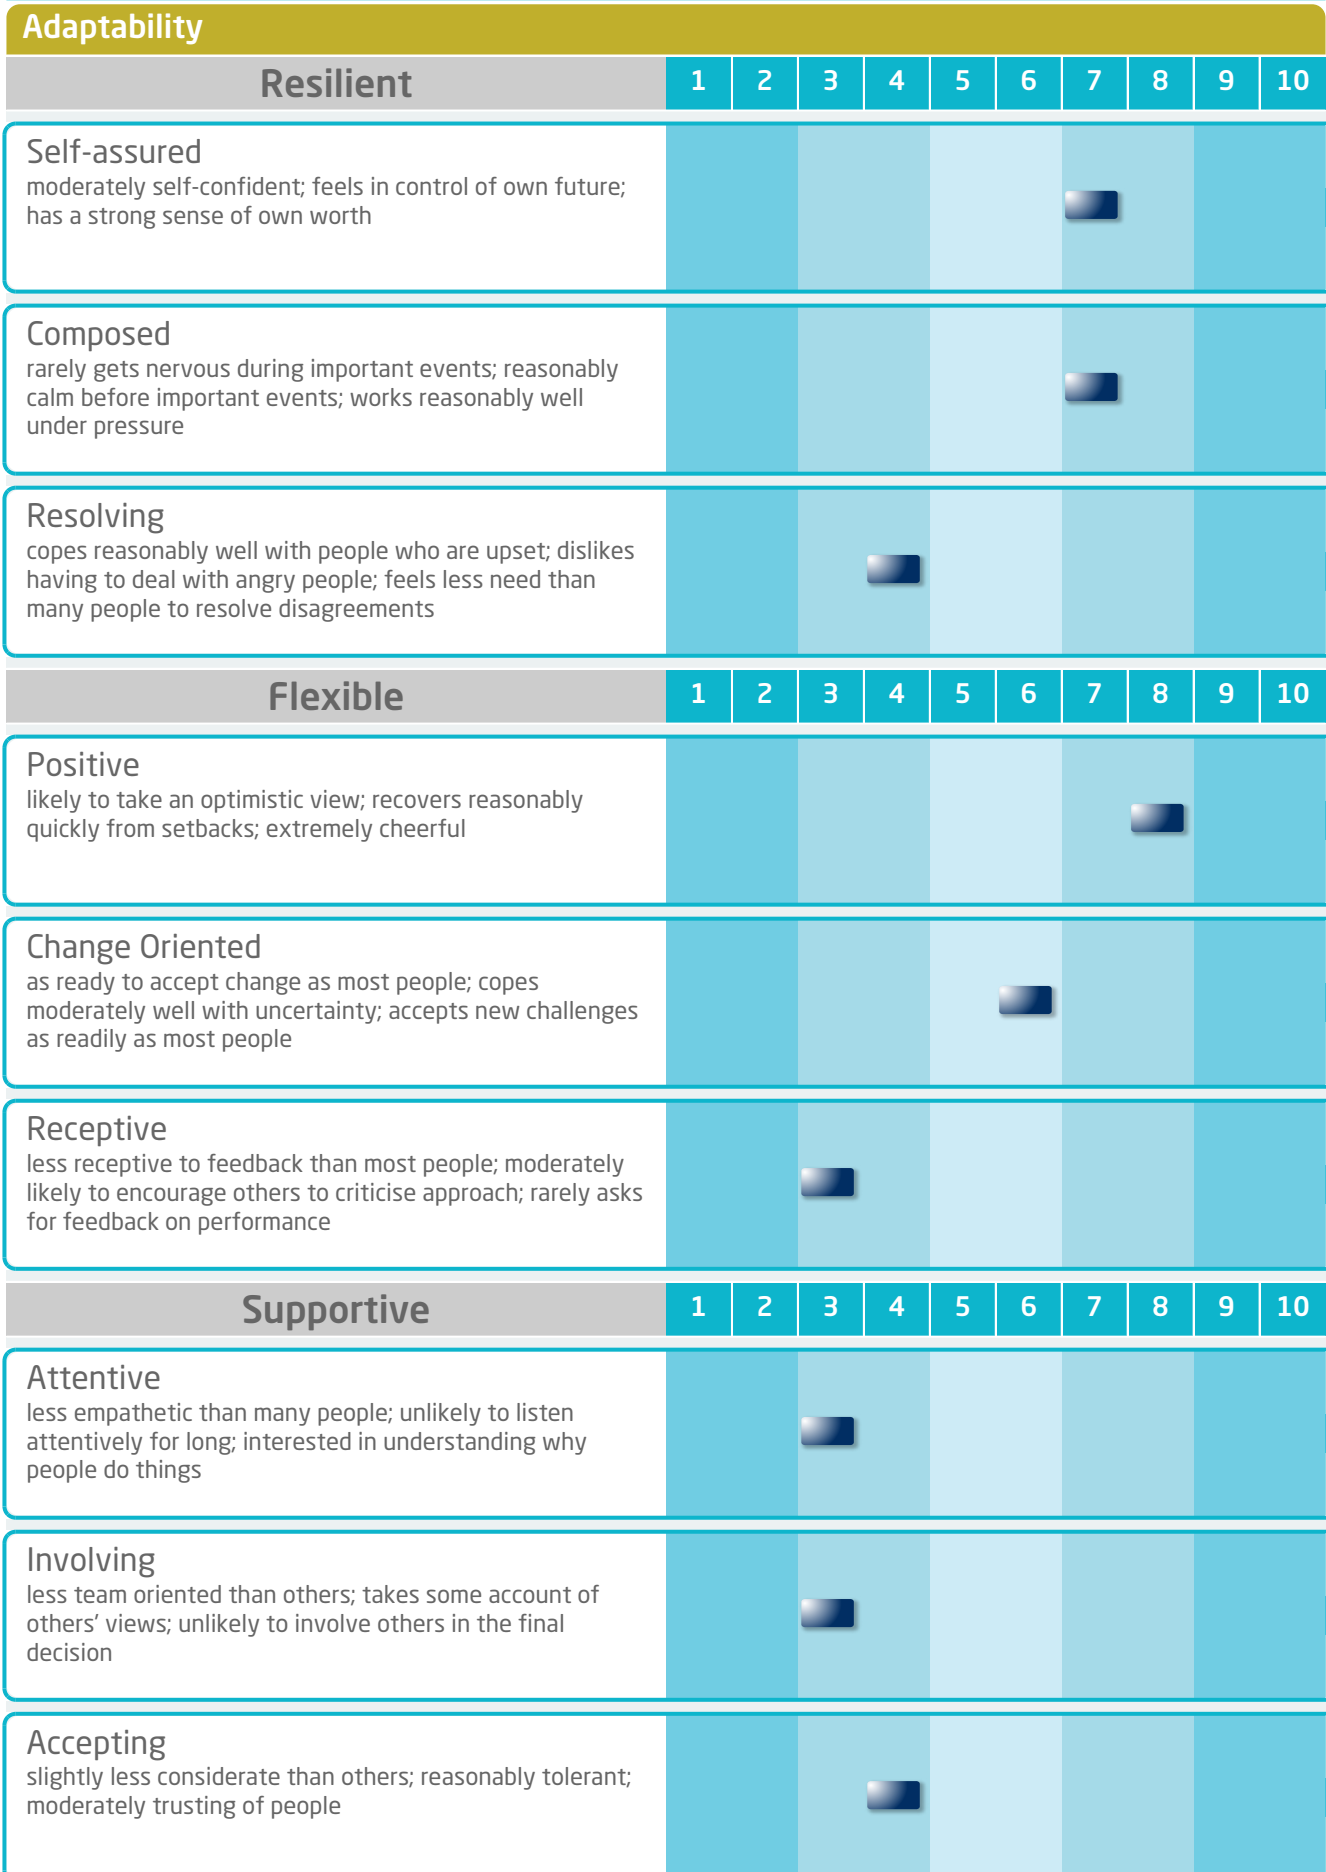 Adaptability
Resilient 1 2 3 4 5 6 7 8 9 10
Self-assured
moderately self-confident; feels in control of own future;
has a strong sense of own worth
Composed
rarely gets nervous during important events; reasonably
calm before important events; works reasonably well
under pressure
Resolving
copes reasonably well with people who are upset; dislikes
having to deal with angry people; feels less need than
many people to resolve disagreements
Flexible 1 2 3 4 5 6 7 8 9 10
Positive
likely to take an optimistic view; recovers reasonably
quickly from setbacks; extremely cheerful
Change Oriented
as ready to accept change as most people; copes
moderately well with uncertainty; accepts new challenges
as readily as most people
Receptive
less receptive to feedback than most people; moderately
likely to encourage others to criticise approach; rarely asks
for feedback on performance
Supportive 1 2 3 4 5 6 7 8 9 10
Attentive
less empathetic than many people; unlikely to listen
attentively for long; interested in understanding why
people do things
Involving
less team oriented than others; takes some account of
others' views; unlikely to involve others in the final
decision
Accepting
slightly less considerate than others; reasonably tolerant;
moderately trusting of people